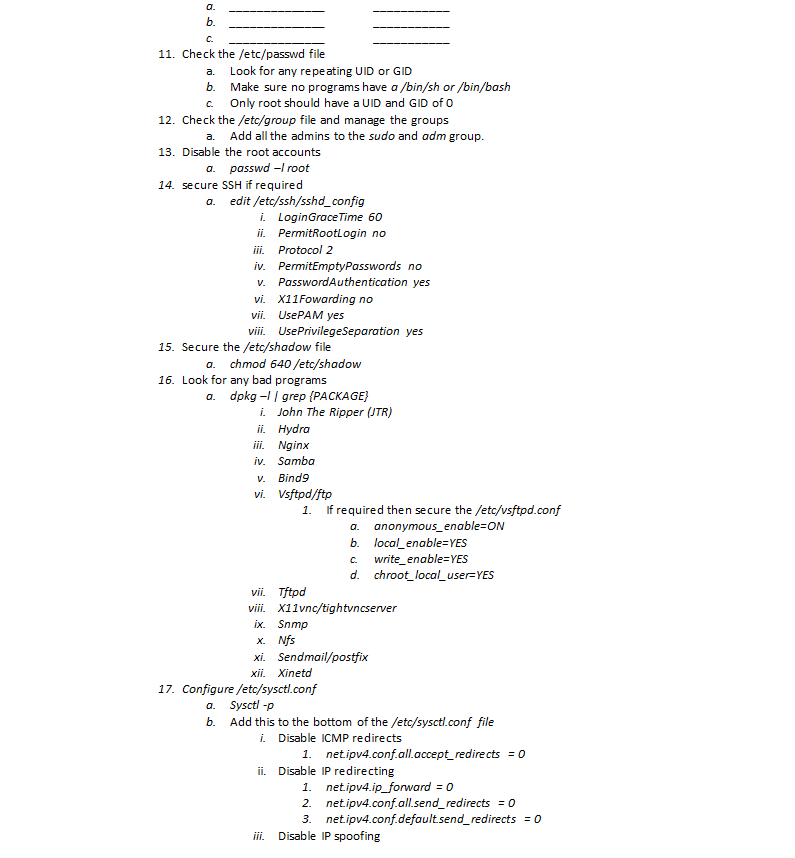 a. ______________ ___________
b. ______________ ___________
c. ______________ ___________
11. Check the /etc/passwd file
a. Look for any repeating UID or GID
b. Make sure no programs have a /bin/sh or /bin/bash
c. Only root should have a UID and GID of 0
12. Check the /etc/group file and manage the groups
a. Add all the admins to the sudo and adm group.
13. Disable the root accounts
a. passwd –l root
14. secure SSH if required
a. edit /etc/ssh/sshd_config
i. LoginGraceTime 60
ii. PermitRootLogin no
iii. Protocol 2
iv. PermitEmptyPasswords no
v. PasswordAuthentication yes
vi. X11Fowarding no
vii. UsePAM yes
viii. UsePrivilegeSeparation yes
15. Secure the /etc/shadow file
a. chmod 640 /etc/shadow
16. Look for any bad programs
a. dpkg –l | grep {PACKAGE}
i. John The Ripper (JTR)
ii. Hydra
iii. Nginx
iv. Samba
v. Bind9
vi. Vsftpd/ftp
1. If required then secure the /etc/vsftpd.conf
a. anonymous_enable=ON
b. local_enable=YES
c. write_enable=YES
d. chroot_local_user=YES
vii. Tftpd
viii. X11vnc/tightvncserver
ix. Snmp
x. Nfs
xi. Sendmail/postfix
xii. Xinetd
17. Configure /etc/sysctl.conf
a. Sysctl -p
b. Add this to the bottom of the /etc/sysctl.conf file
i. Disable ICMP redirects
1. net.ipv4.conf.all.accept_redirects = 0
ii. Disable IP redirecting
1. net.ipv4.ip_forward = 0
2. net.ipv4.conf.all.send_redirects = 0
3. net.ipv4.conf.default.send_redirects = 0
iii. Disable IP spoofing